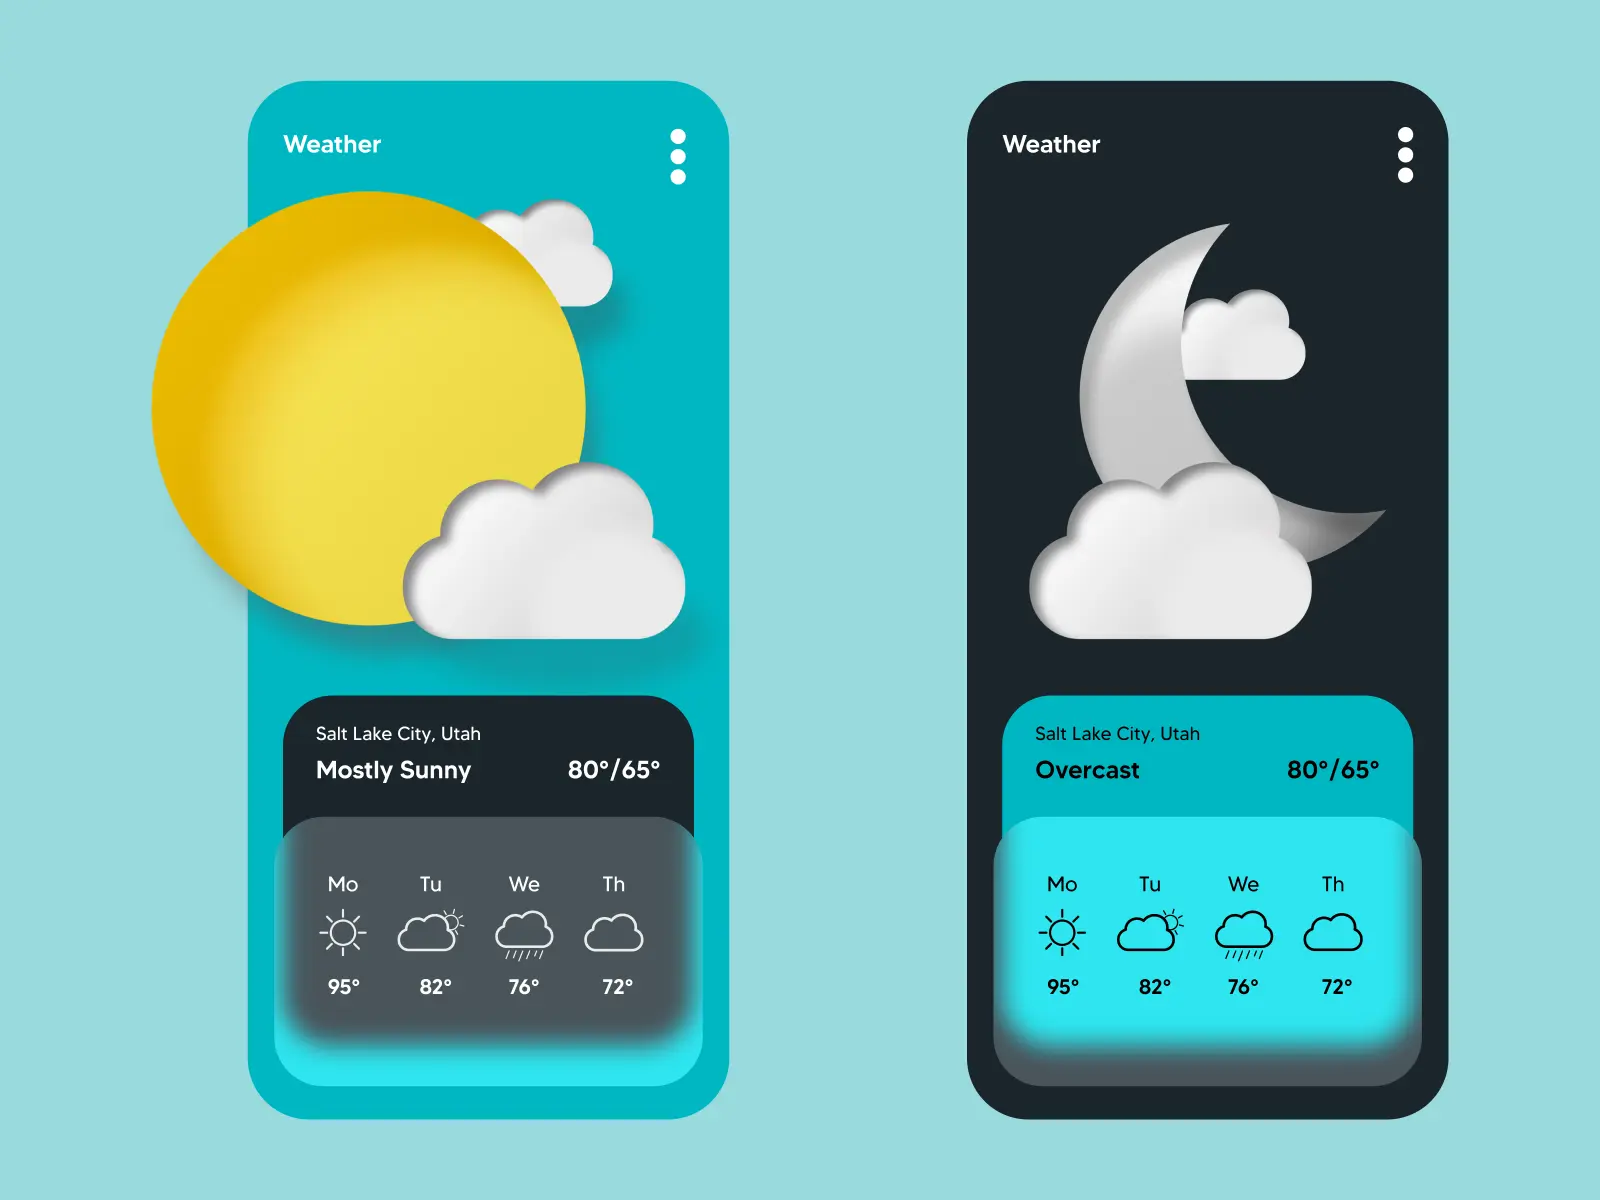 Weather
Salt Lake City, Utah
Mostly Sunny 80°/65°
Mo Tu We Th
95° 82° 76° 72°
Weather
Salt Lake City, Utah
Overcast 80°/65°
Mo Tu We Th
95° 82° 76° 72°